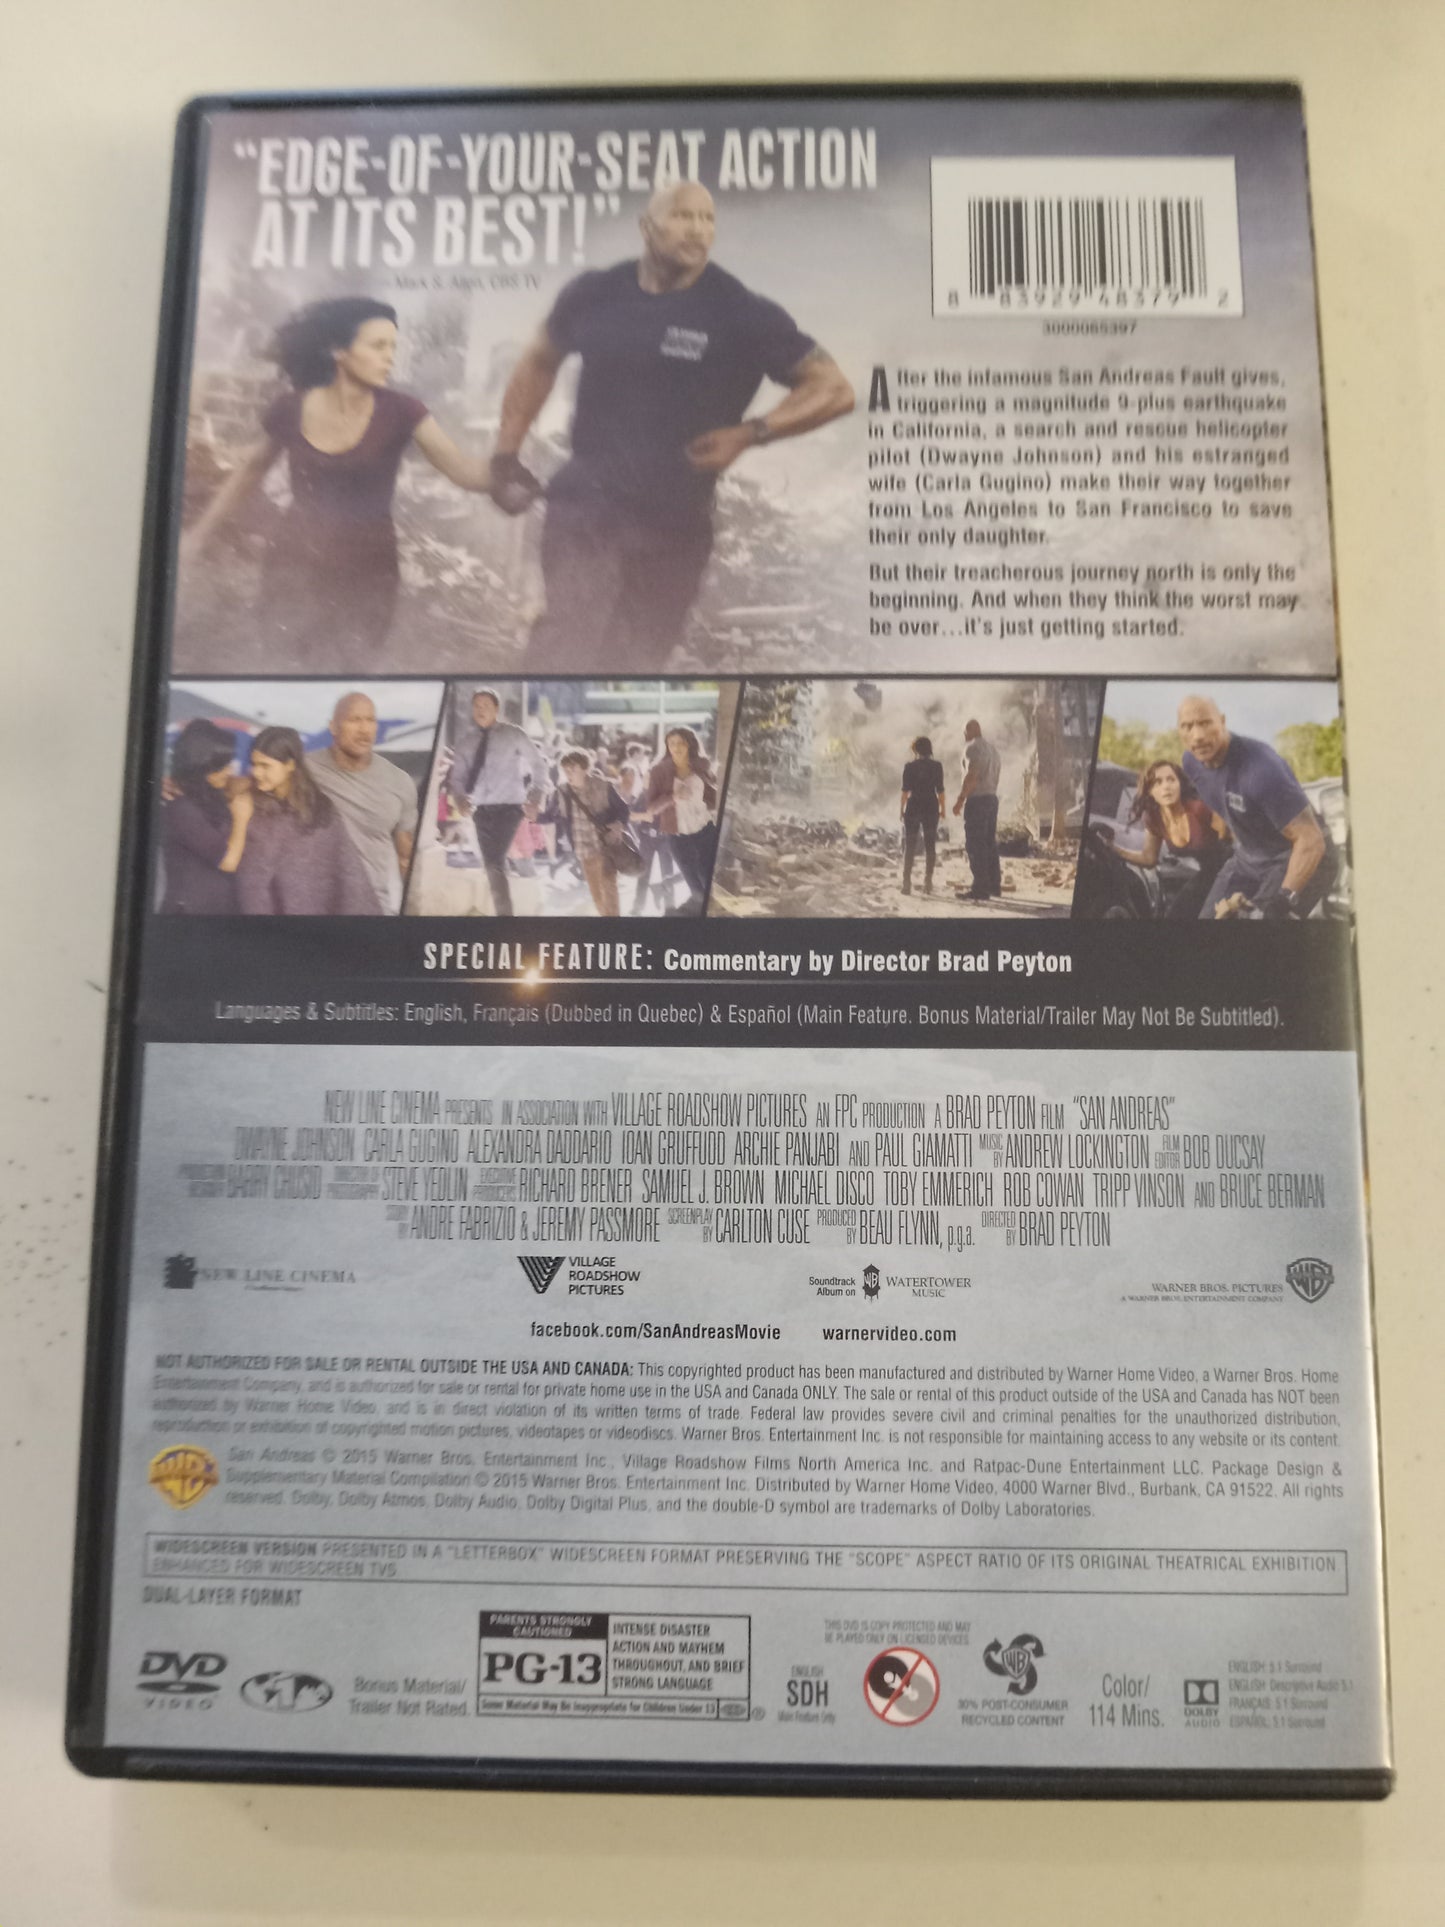 "EDGE-OF-YOUR-SEAT ACTION
AT ITS BEST!"
8 83929 48379 2
3000065397
After the infamous San Andreas Fault gives,
triggering a magnitude 9-plus earthquake
in California, a search and rescue helicopter
pilot (Dwayne Johnson) and his estranged
wife (Carla Gugino) make their way together
from Los Angeles to San Francisco to save
their only daughter.
But their treacherous journey north is only the
beginning. And when they think the worst may
be over...it's just getting started.
SPECIAL FEATURE: Commentary by Director Brad Peyton
Languages & Subtitles: English, Français (Dubbed in Quebec) & Español (Main Feature. Bonus Material/Trailer May Not Be Subtitled).
NEW LINE CINEMA PRESENTS IN ASSOCIATION WITH VILLAGE ROADSHOW PICTURES AN FPC PRODUCTION A BRAD PEYTON FILM "SAN ANDREAS"
DWAYNE JOHNSON CARLA GUGINO ALEXANDRA DADDARIO IOAN GRUFFUDD ARCHIE PANJABI AND PAUL GIAMATTI MUSIC BY ANDREW LOCKINGTON FILM EDITOR BOB DUCSAY
PRODUCTION DESIGNER BARRY CHUSID DIRECTOR OF PHOTOGRAPHY STEVE YEDLIN EXECUTIVE PRODUCERS RICHARD BRENER SAMUEL J. BROWN MICHAEL DISCO TOBY EMMERICH ROB COWAN TRIPP VINSON AND BRUCE BERMAN
STORY BY ANDRE FABRIZIO & JEREMY PASSMORE SCREENPLAY BY CARLTON CUSE PRODUCED BY BEAU FLYNN, p.g.a. DIRECTED BY BRAD PEYTON
NEW LINE CINEMA
VILLAGE
ROADSHOW
PICTURES
Soundtrack
Album on
WATERTOWER
MUSIC
WARNER BROS. PICTURES
A WARNER BROS. ENTERTAINMENT COMPANY
facebook.com/SanAndreasMovie warnervideo.com
NOT AUTHORIZED FOR SALE OR RENTAL OUTSIDE THE USA AND CANADA: This copyrighted product has been manufactured and distributed by Warner Home Video, a Warner Bros. Home
Entertainment Company, and is authorized for sale or rental for private home use in the USA and Canada ONLY. The sale or rental of this product outside of the USA and Canada has NOT been
authorized by Warner Home Video, and is in direct violation of its written terms of trade. Federal law provides severe civil and criminal penalties for the unauthorized distribution,
reproduction or exhibition of copyrighted motion pictures, videotapes or videodiscs. Warner Bros. Entertainment Inc. is not responsible for maintaining access to any website or its content.
San Andreas © 2015 Warner Bros. Entertainment Inc., Village Roadshow Films North America Inc. and Ratpac-Dune Entertainment LLC. Package Design &
Supplementary Material Compilation © 2015 Warner Bros. Entertainment Inc. Distributed by Warner Home Video, 4000 Warner Blvd., Burbank, CA 91522. All rights
reserved. Dolby, Dolby Atmos, Dolby Audio, Dolby Digital Plus, and the double-D symbol are trademarks of Dolby Laboratories.
WIDESCREEN VERSION PRESENTED IN A "LETTERBOX" WIDESCREEN FORMAT PRESERVING THE "SCOPE" ASPECT RATIO OF ITS ORIGINAL THEATRICAL EXHIBITION.
ENHANCED FOR WIDESCREEN TVS.
DUAL-LAYER FORMAT
DVD
VIDEO
1
Bonus Material/
Trailer Not Rated.
PARENTS STRONGLY
CAUTIONED
PG-13
INTENSE DISASTER
ACTION AND MAYHEM
THROUGHOUT, AND BRIEF
STRONG LANGUAGE
Some Material May Be Inappropriate for Children Under 13
ENGLISH
SDH
Main Feature Only
THIS DVD IS COPY PROTECTED AND MAY
BE PLAYED ONLY ON LICENSED DEVICES.
30% POST-CONSUMER
RECYCLED CONTENT
Color/
114 Mins.
DOLBY
AUDIO
ENGLISH: 5.1 Surround
ENGLISH: Descriptive Audio 5.1
FRANÇAIS: 5.1 Surround
ESPAÑOL: 5.1 Surround